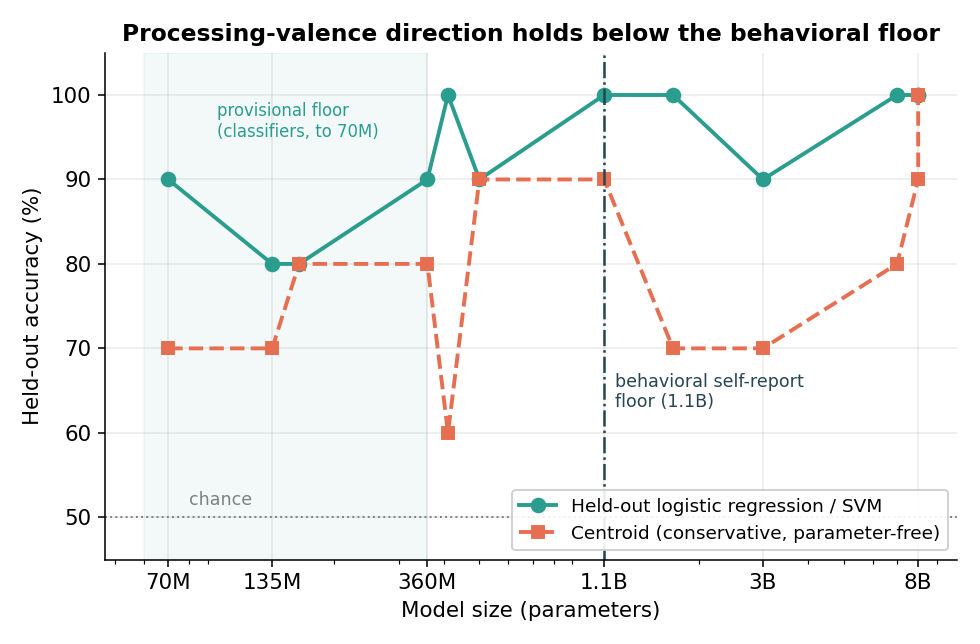 Processing-valence direction holds below the behavioral floor
Held-out accuracy (%)
100
90
80
70
60
50
provisional floor
(classifiers, to 70M)
behavioral self-report
floor (1.1B)
chance
Held-out logistic regression / SVM
Centroid (conservative, parameter-free)
70M
135M
360M
1.1B
3B
8B
Model size (parameters)